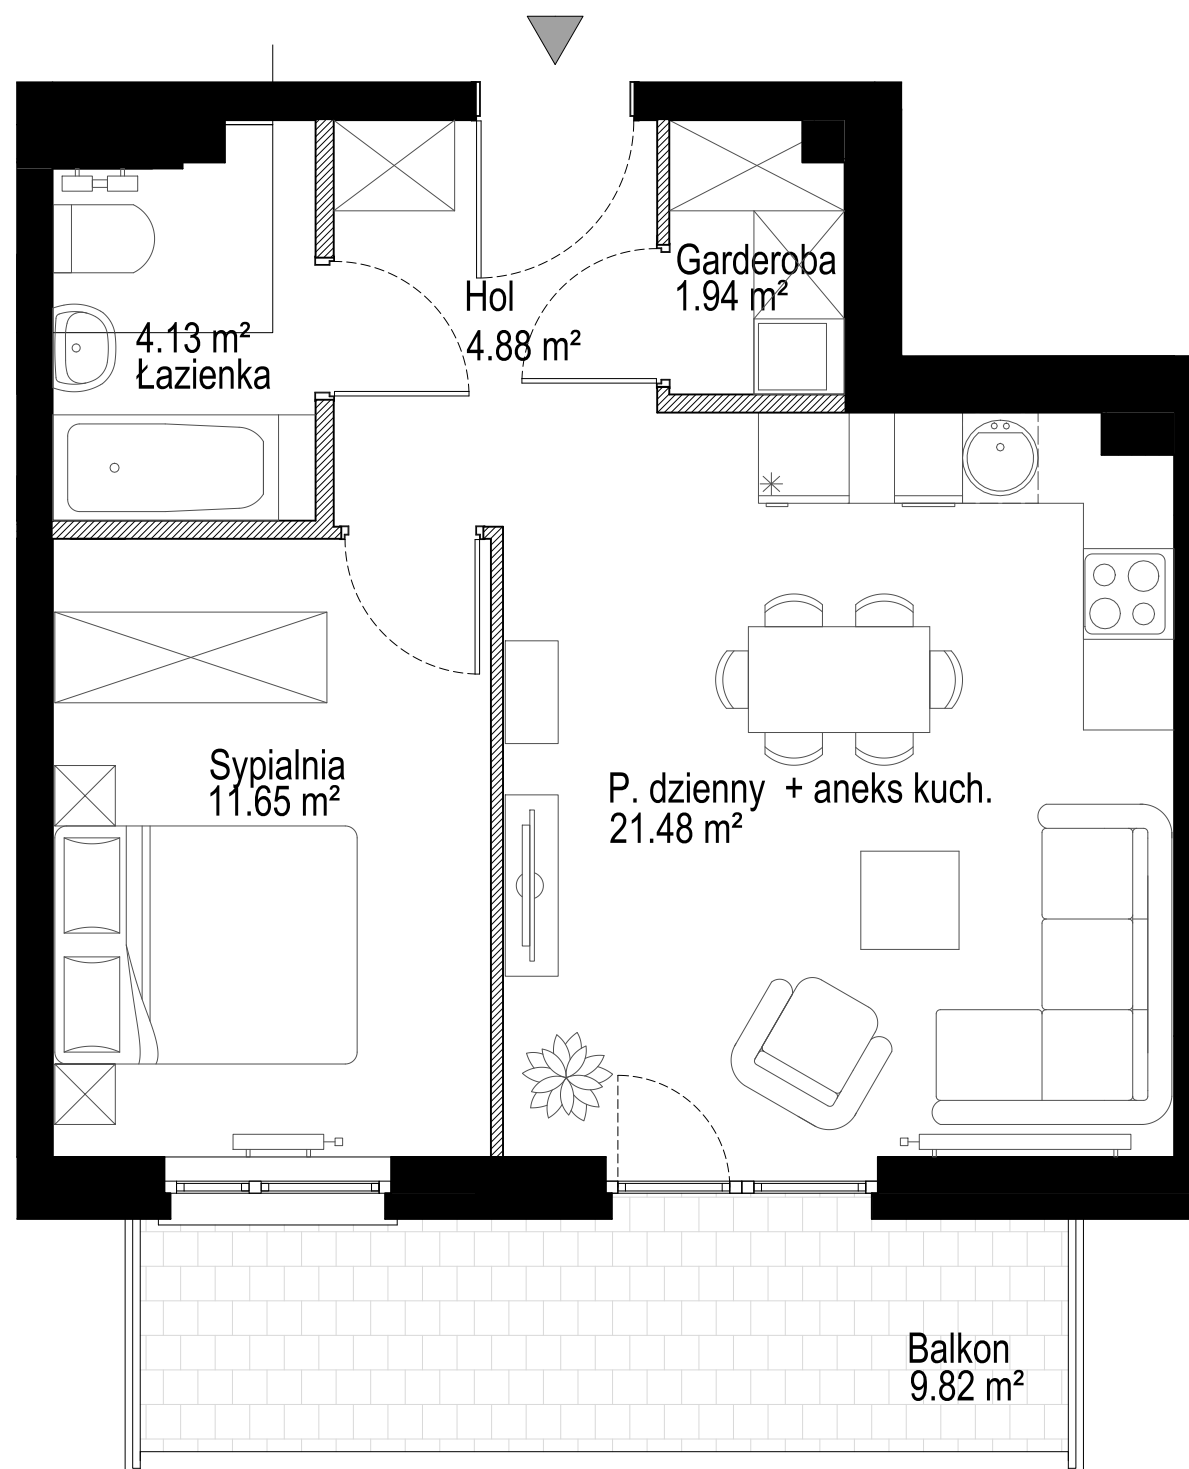 Garderoba
1.94 m²
Hol
4.88 m²
4.13 m²
Łazienka
Sypialnia
11.65 m²
P. dzienny + aneks kuch.
21.48 m²
Balkon
9.82 m²